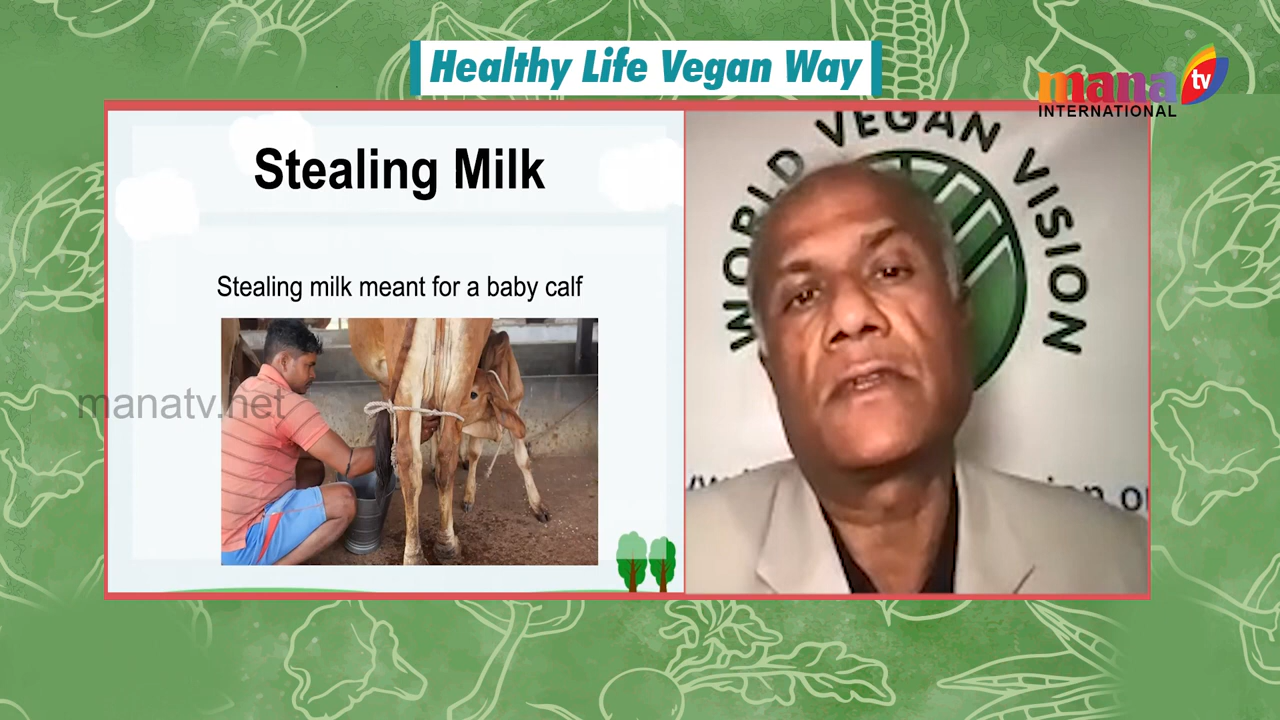 Healthy Life Vegan Way
mana tv
INTERNATIONAL
Stealing Milk
WORLD VEGAN VISION
Stealing milk meant for a baby calf
manatv.net